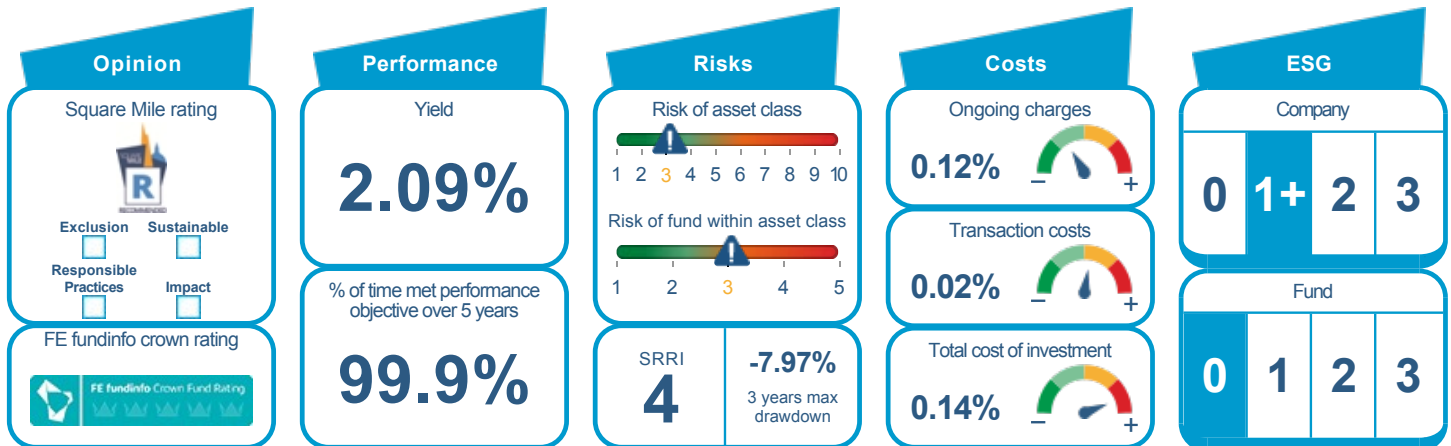 Opinion
Square Mile rating
R
RECOMMENDED
Exclusion
Sustainable
Responsible
Practices
Impact
FE fundinfo crown rating
FE fundinfo Crown Fund Rating
Performance
Yield
2.09%
% of time met performance
objective over 5 years
99.9%
Risks
Risk of asset class
1 2 3 4 5 6 7 8 9 10
Risk of fund within asset class
1 2 3 4 5
SRRI
4
-7.97%
3 years max
drawdown
Costs
Ongoing charges
0.12%
− +
Transaction costs
0.02%
− +
Total cost of investment
0.14%
− +
ESG
Company
0 1+ 2 3
Fund
0 1 2 3